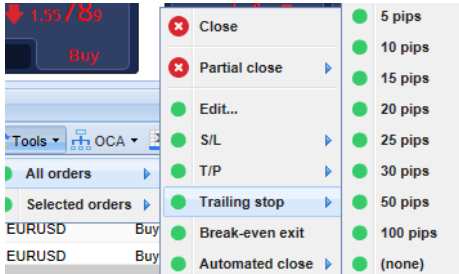 1.55 789
Buy
Tools
OCA
All orders
Selected orders
EURUSD Buy
EURUSD Buy
Close
Partial close
Edit...
S/L
T/P
Trailing stop
Break-even exit
Automated close
5 pips
10 pips
15 pips
20 pips
25 pips
30 pips
50 pips
100 pips
(none)